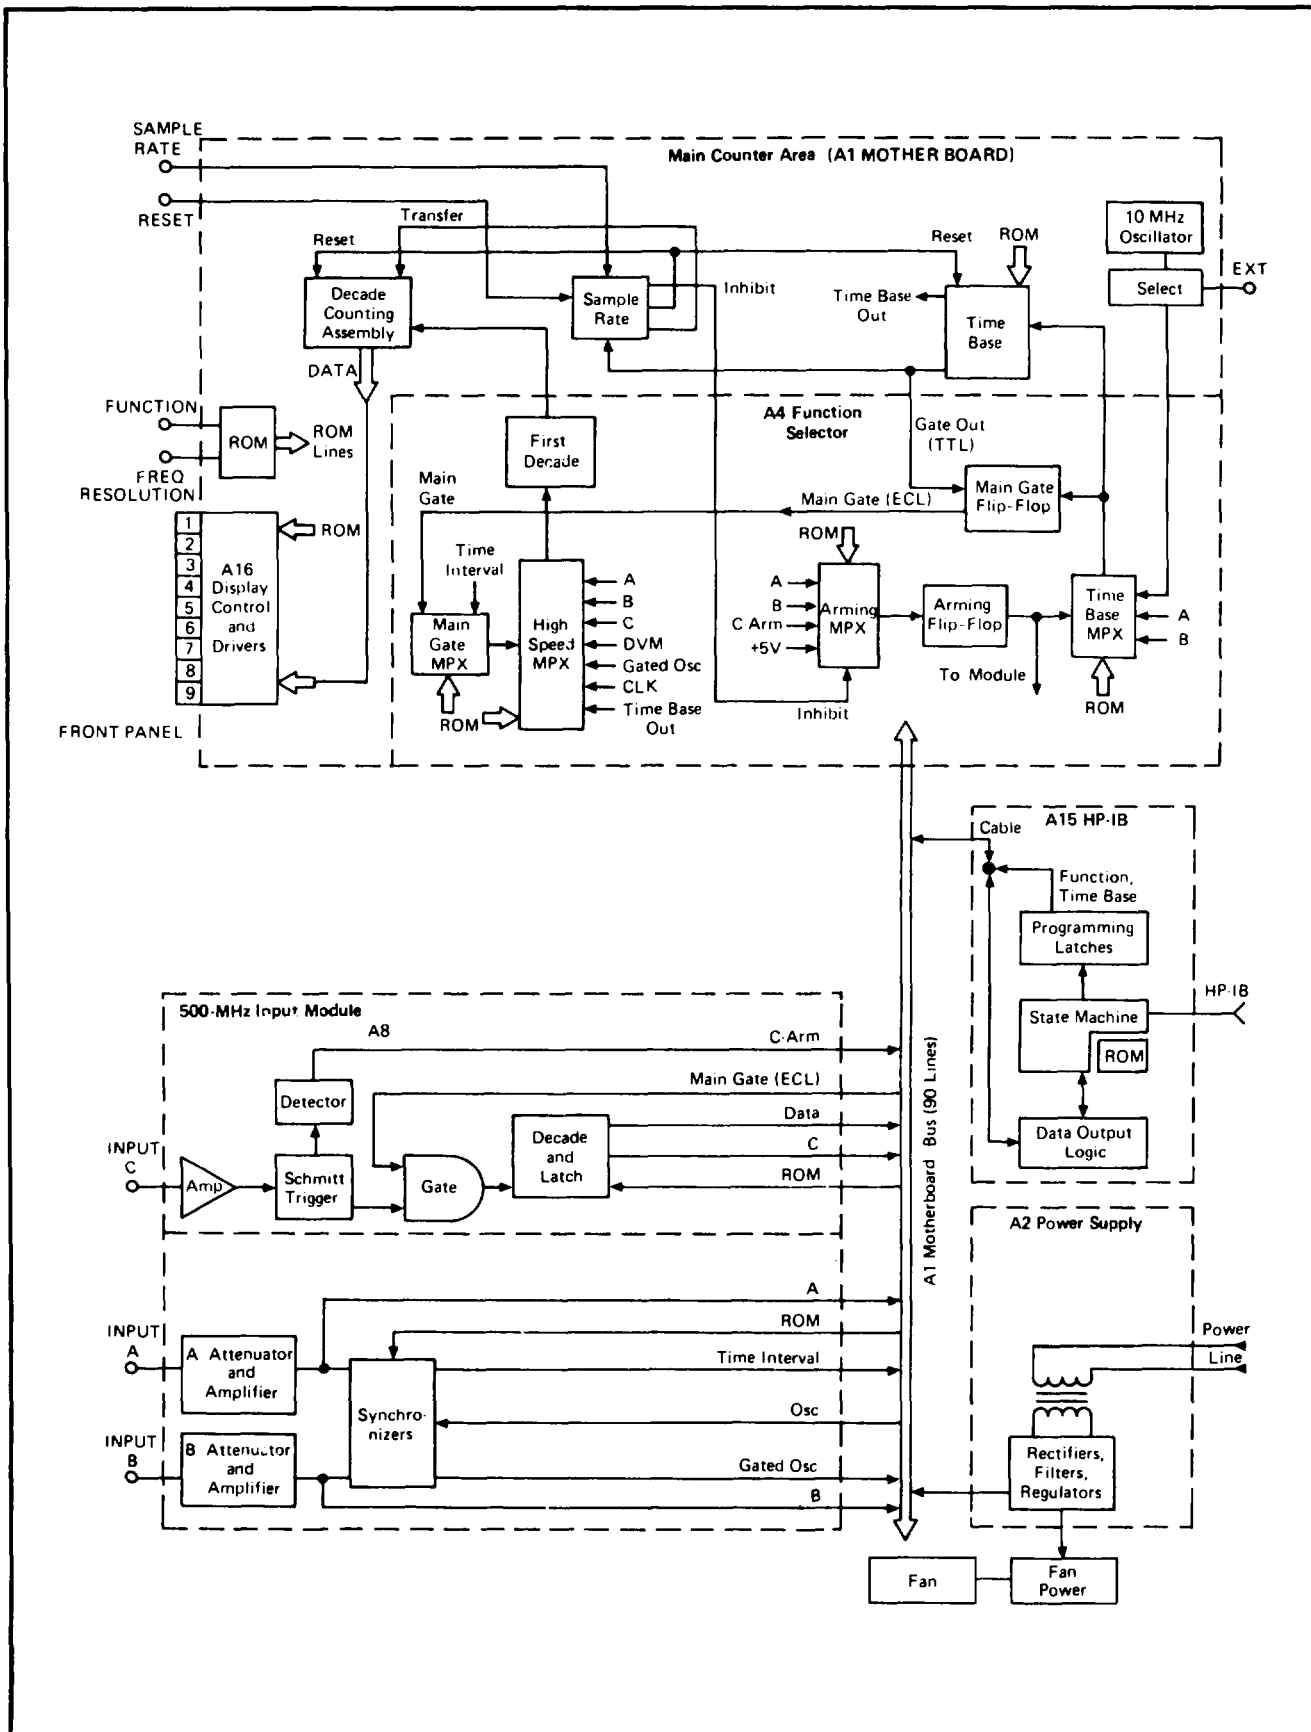 SAMPLE
RATE
RESET
Main Counter Area (A1 MOTHER BOARD)
Transfer
Reset
Decade
Counting
Assembly
DATA
Sample
Rate
Inhibit
Reset
ROM
Time Base
Out
Time
Base
10 MHz
Oscillator
Select
EXT
FUNCTION
ROM
ROM
Lines
FREQ
RESOLUTION
A4 Function
Selector
First
Decade
Gate Out
(TTL)
Main Gate
Flip-Flop
Main
Gate
Main Gate (ECL)
1
2
3
4
5
6
7
8
9
A16
Display
Control
and
Drivers
ROM
FRONT PANEL
Time
Interval
Main
Gate
MPX
ROM
High
Speed
MPX
A
B
C
DVM
Gated Osc
CLK
Time Base
Out
ROM
A
B
C Arm
+5V
Arming
MPX
Inhibit
Arming
Flip-Flop
To Module
Time
Base
MPX
A
B
ROM
A1 Motherboard Bus (90 Lines)
A15 HP-IB
Cable
Function,
Time Base
Programming
Latches
State Machine
ROM
HP-IB
Data Output
Logic
500-MHz Input Module
A8
C-Arm
Main Gate (ECL)
Detector
Data
C
ROM
INPUT
C
Amp
Schmitt
Trigger
Gate
Decade
and
Latch
A2 Power Supply
Power
Line
Rectifiers,
Filters,
Regulators
Fan
Fan
Power
A
ROM
INPUT
A
A Attenuator
and
Amplifier
Time Interval
Synchro-
nizers
Osc
INPUT
B
B Attenuator
and
Amplifier
Gated Osc
B